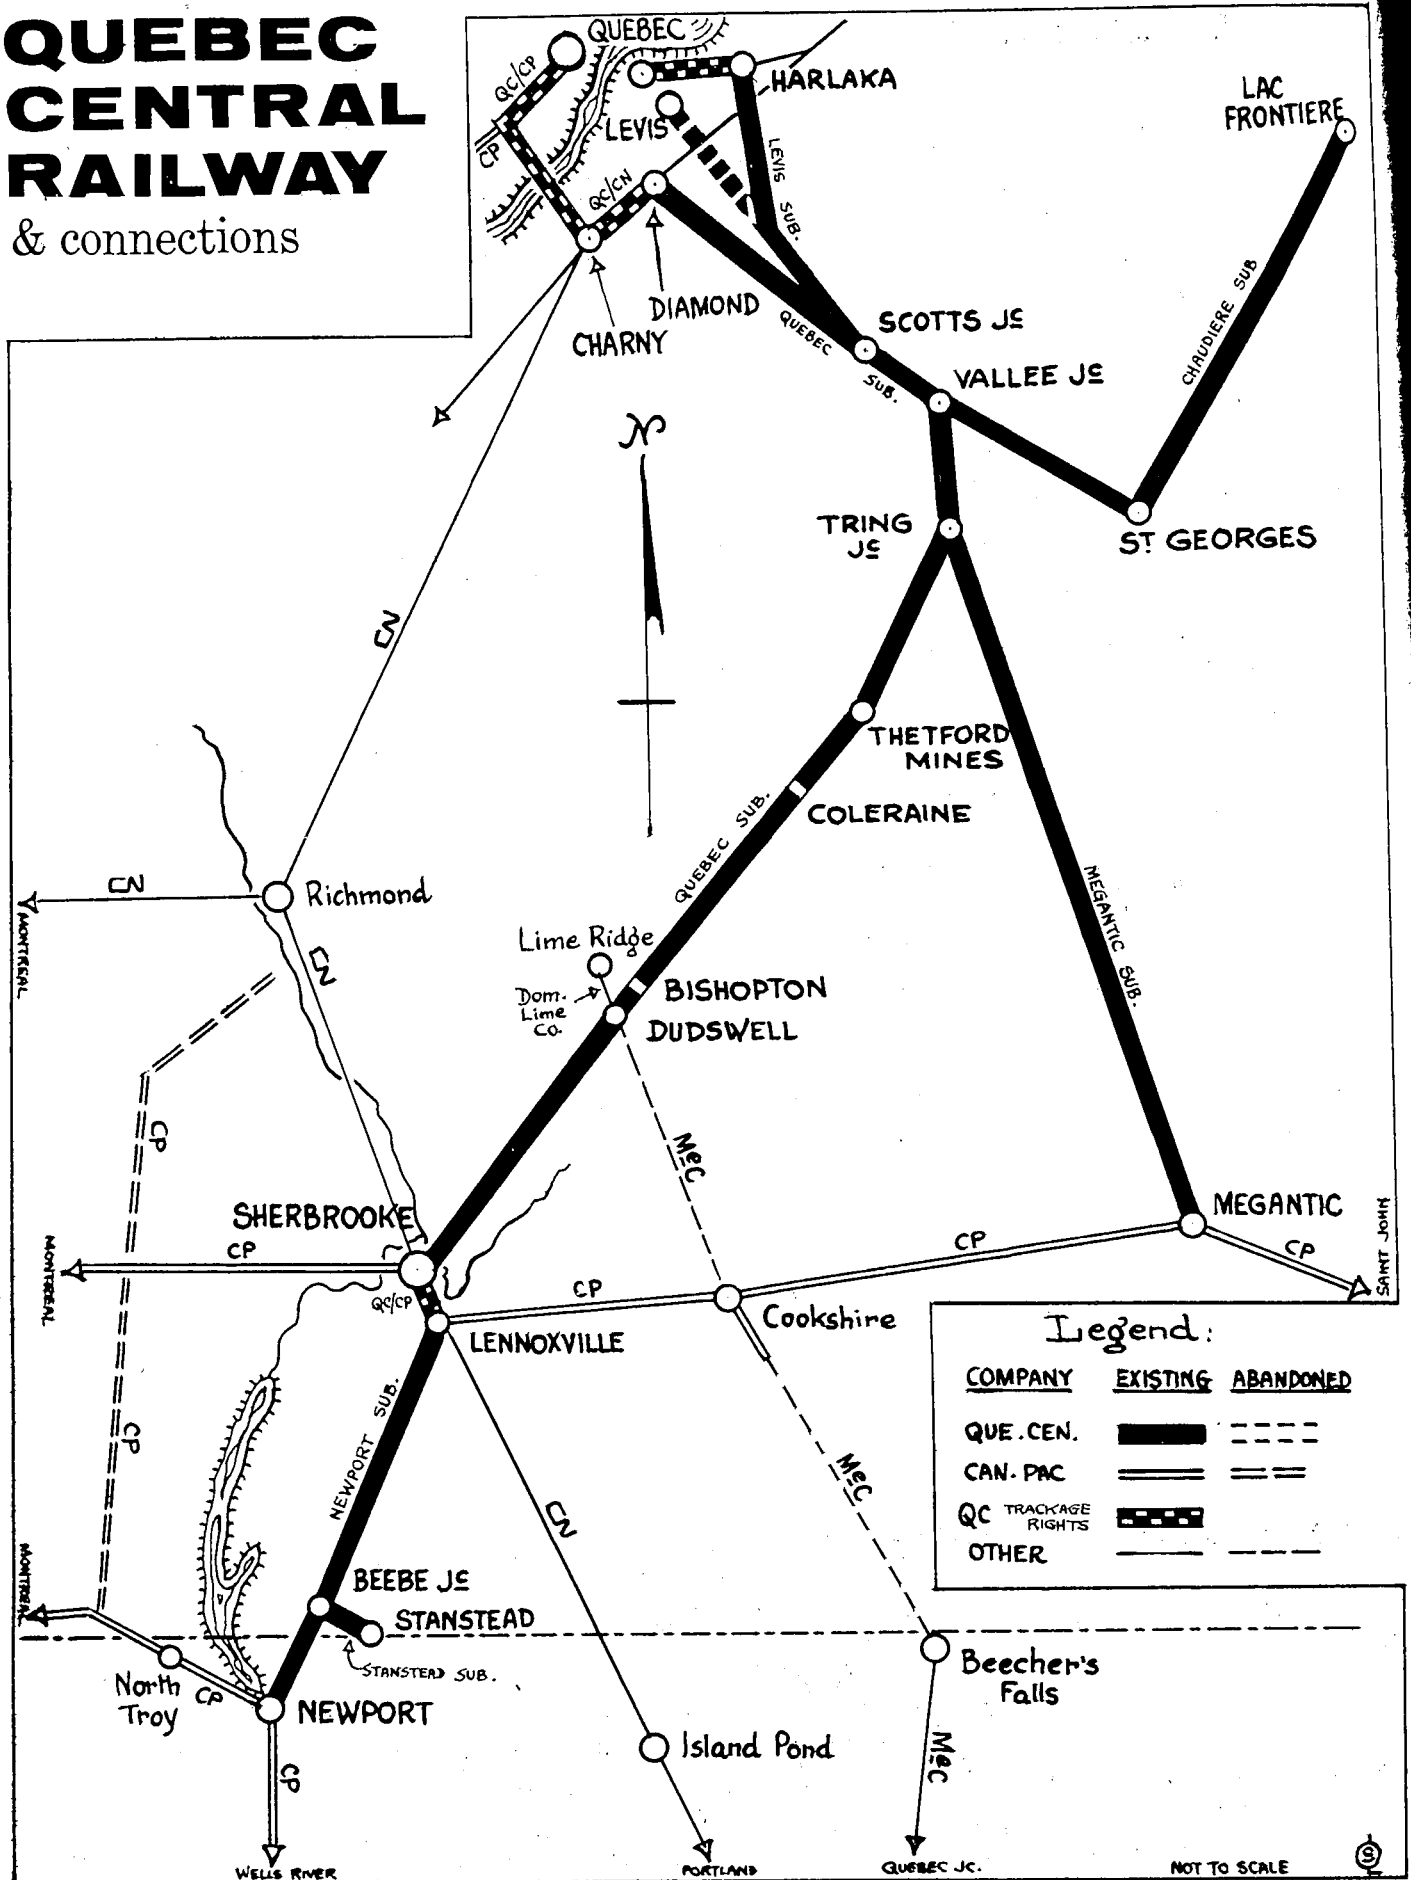 QUEBEC
CENTRAL
RAILWAY
& connections
QUEBEC
QC/CP
CP
HARLAKA
LEVIS
LEVIS SUB.
QC/CN
DIAMOND
CHARNY
LAC
FRONTIERE
CHAUDIERE SUB
QUEBEC SUB.
SCOTTS Jc
VALLEE Jc
N
TRING
Jc
ST GEORGES
CN
THETFORD
MINES
COLERAINE
QUEBEC SUB.
MEGANTIC SUB.
CN
MONTREAL
Richmond
CN
Lime Ridge
Dom.
Lime
Co.
BISHOPTON
DUDSWELL
CP
McC
SHERBROOKE
CP
MONTREAL
QC/CP
CP
CP
MEGANTIC
CP
SAINT JOHN
Cookshire
LENNOXVILLE
NEWPORT SUB.
CP
CN
McC
Legend:
COMPANY EXISTING ABANDONED
QUE. CEN.
CAN. PAC
QC TRACKAGE
RIGHTS
OTHER
MONTREAL
BEEBE Jc
STANSTEAD
STANSTEAD SUB.
North
Troy
CP
NEWPORT
CP
Island Pond
Beecher's
Falls
McC
WELLS RIVER
PORTLAND
QUEBEC JC.
NOT TO SCALE